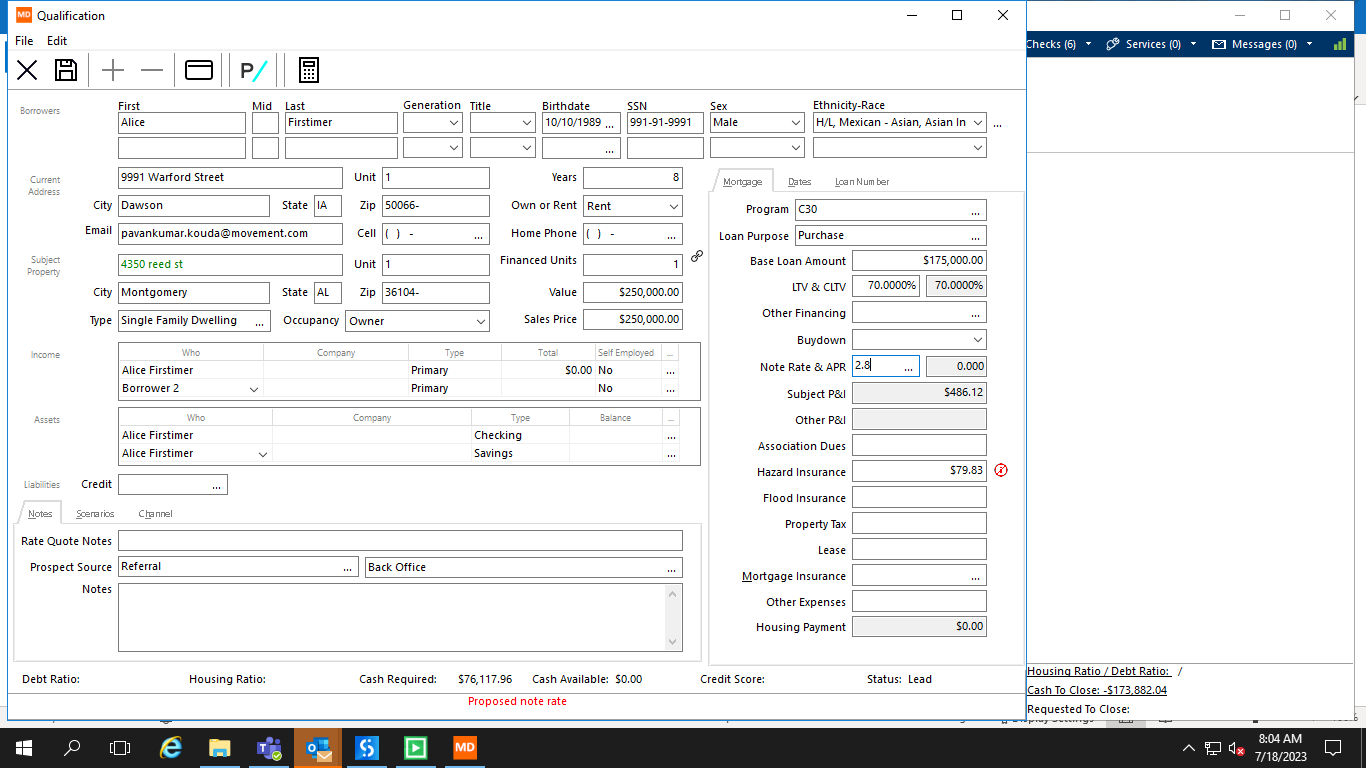 MD Qualification
File Edit
Checks (6) Services (0) Messages (0)
P/
First Mid Last Generation Title Birthdate SSN Sex Ethnicity-Race
Borrowers
Alice Firstimer 10/10/1989 ... 991-91-9991 Male H/L, Mexican - Asian, Asian In ...
...
Current Address
9991 Warford Street Unit 1 Years 8
City Dawson State IA Zip 50066- Own or Rent Rent
Email pavankumar.kouda@movement.com Cell ( ) - ... Home Phone ( ) - ...
Subject Property
4350 reed st Unit 1 Financed Units 1
City Montgomery State AL Zip 36104- Value $250,000.00
Type Single Family Dwelling ... Occupancy Owner Sales Price $250,000.00
Income
Who Company Type Total Self Employed ...
Alice Firstimer Primary $0.00 No ...
Borrower 2 Primary No ...
Assets
Who Company Type Balance ...
Alice Firstimer Checking ...
Alice Firstimer Savings ...
Liabilities Credit ...
Notes Scenarios Channel
Rate Quote Notes
Prospect Source Referral ... Back Office ...
Notes
Mortgage Dates Loan Number
Program C30 ...
Loan Purpose Purchase ...
Base Loan Amount $175,000.00
LTV & CLTV 70.0000% 70.0000%
Other Financing ...
Buydown
Note Rate & APR 2.8 ... 0.000
Subject P&I $486.12
Other P&I
Association Dues
Hazard Insurance $79.83
Flood Insurance
Property Tax
Lease
Mortgage Insurance ...
Other Expenses
Housing Payment $0.00
Debt Ratio: Housing Ratio: Cash Required: $76,117.96 Cash Available: $0.00 Credit Score: Status: Lead
Proposed note rate
Housing Ratio / Debt Ratio: /
Cash To Close: -$173,882.04
Requested To Close:
Display Settings
MD
8:04 AM
7/18/2023